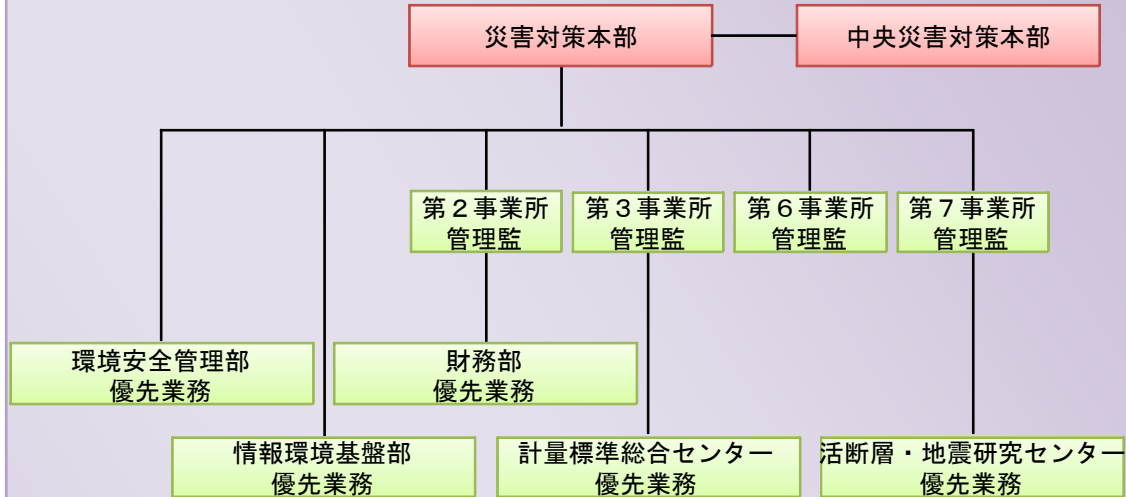 災害対策本部
中央災害対策本部
第２事業所
管理監
第３事業所
管理監
第６事業所
管理監
第７事業所
管理監
環境安全管理部
優先業務
財務部
優先業務
情報環境基盤部
優先業務
計量標準総合センター
優先業務
活断層・地震研究センター
優先業務